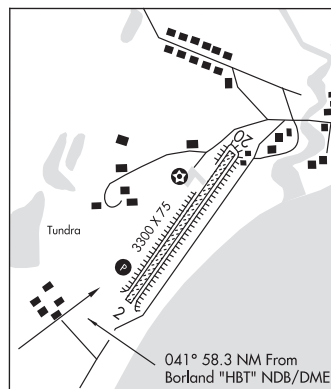 20
3300 X 75
Tundra
P
2
041° 58.3 NM From
Borland "HBT" NDB/DME